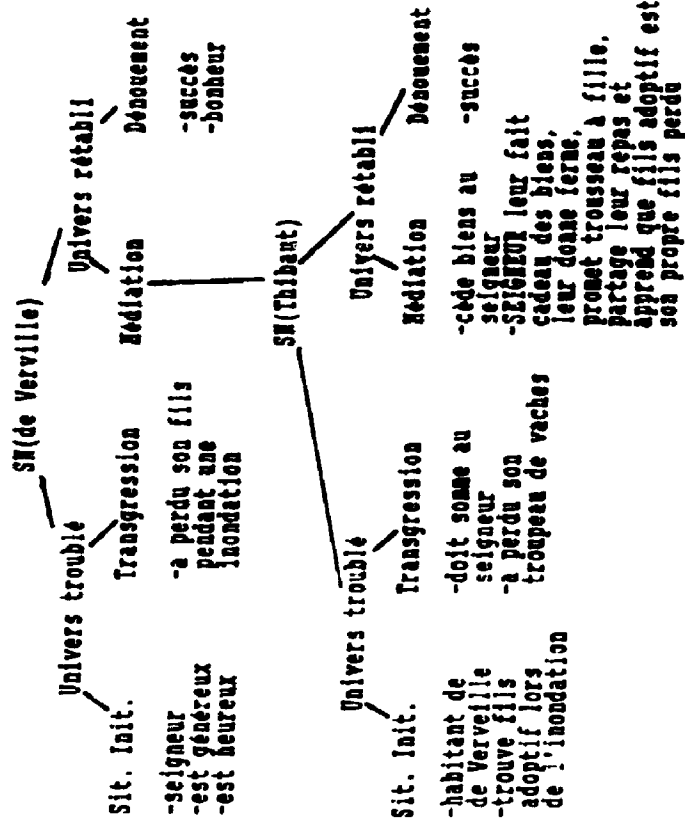 SN(de Verville)
Univers troublé
Univers rétabli
Sit. Init.
Transgression
Médiation
Dénouement
-seigneur
-est généreux
-est heureux
-a perdu son fils
pendant une
inondation
-succès
-bonheur
SN(Thibaut)
Univers troublé
Univers rétabli
Sit. Init.
Transgression
Médiation
Dénouement
-habitant de
de Verveille
-trouve fils
adoptif lors
de l'inondation
-doit somme au
seigneur
-a perdu son
troupeau de vaches
-cède biens au
seigneur
-SEIGNEUR leur fait
cadeau des biens,
leur donne ferme,
promet trousseau à fille,
partage leur repas et
apprend que fils adoptif est
son propre fils perdu
-succès